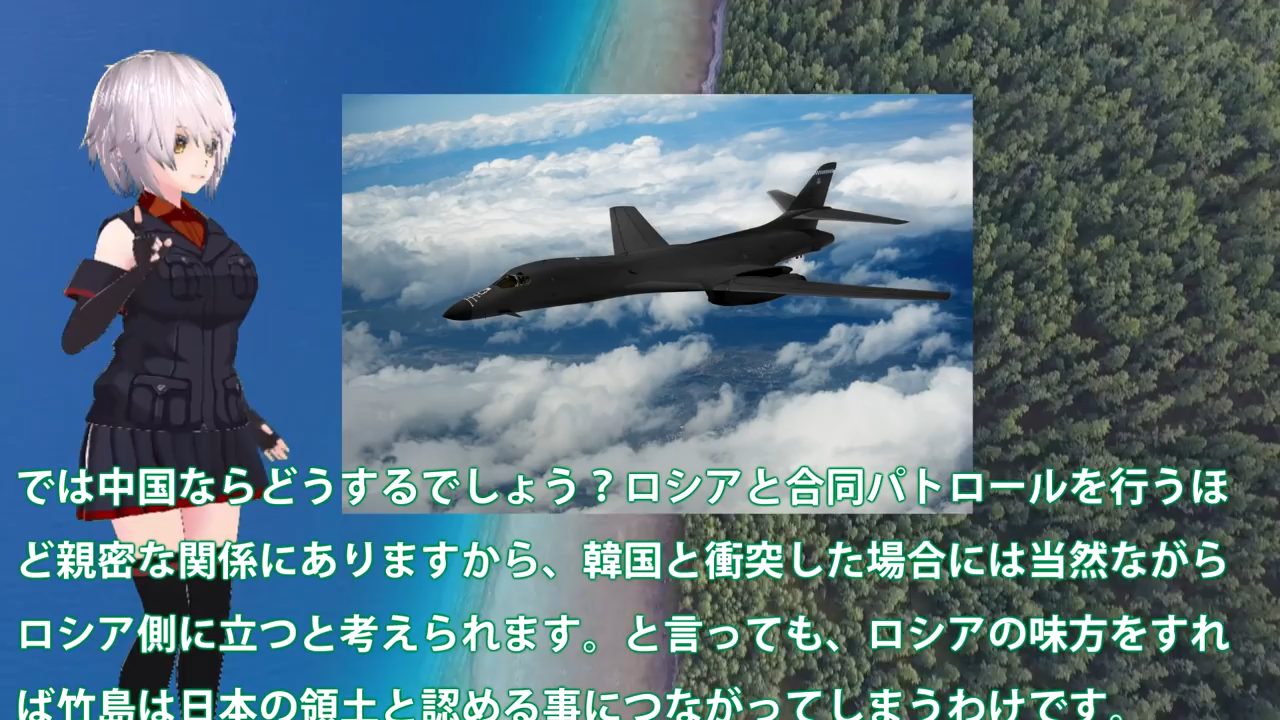 では中国ならどうするでしょう？ロシアと合同パトロールを行うほ
ど親密な関係にありますから、韓国と衝突した場合には当然ながら
ロシア側に立つと考えられます。と言っても、ロシアの味方をすれ
ば竹島は日本の領土と認める事につながってしまうわけです。